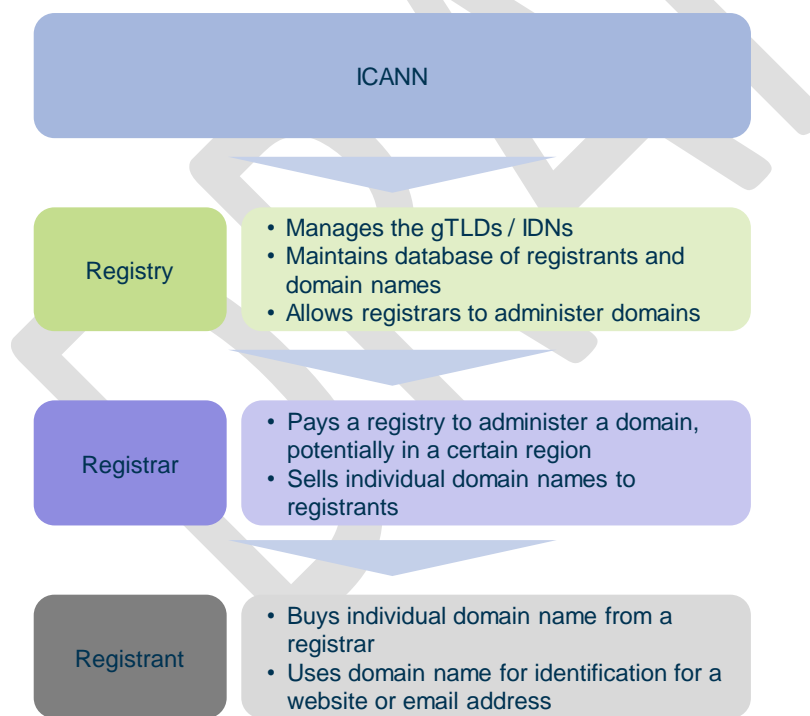 ICANN
Registry
• Manages the gTLDs / IDNs
• Maintains database of registrants and
domain names
• Allows registrars to administer domains
Registrar
• Pays a registry to administer a domain,
potentially in a certain region
• Sells individual domain names to
registrants
Registrant
• Buys individual domain name from a
registrar
• Uses domain name for identification for a
website or email address